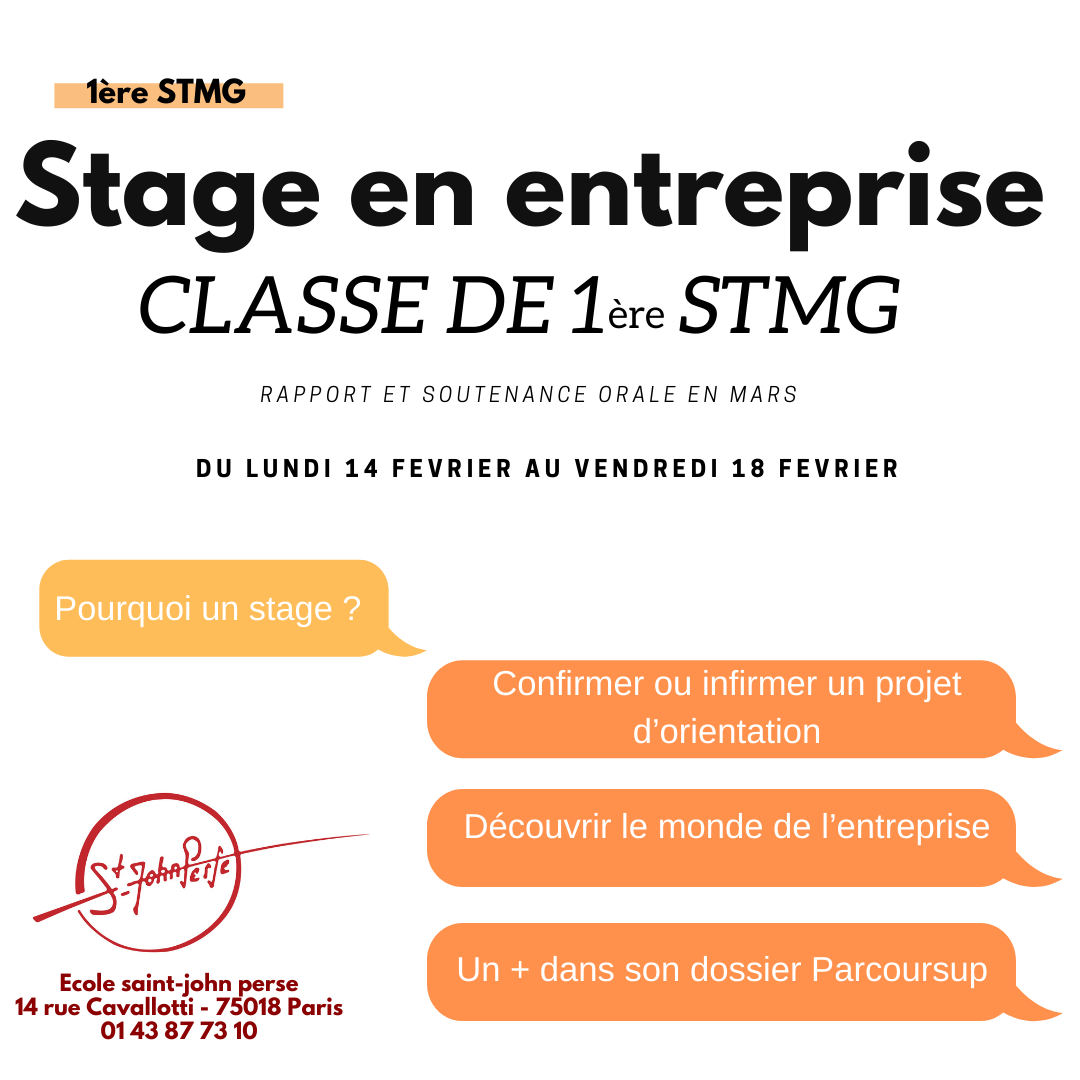 1ère STMG
Stage en entreprise
CLASSE DE 1ère STMG
RAPPORT ET SOUTENANCE ORALE EN MARS
DU LUNDI 14 FEVRIER AU VENDREDI 18 FEVRIER
Pourquoi un stage ?
Confirmer ou infirmer un projet
d’orientation
Découvrir le monde de l’entreprise
Un + dans son dossier Parcoursup
St-John Perse
Ecole saint-john perse
14 rue Cavallotti - 75018 Paris
01 43 87 73 10